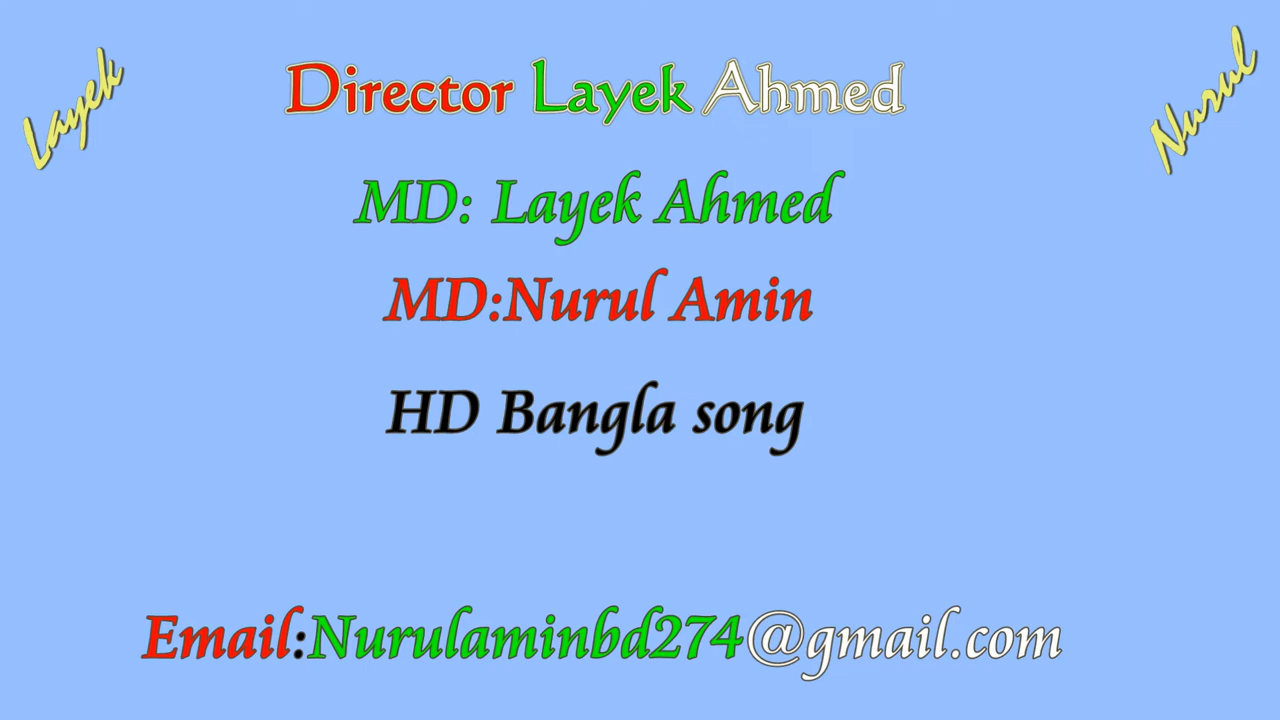 Layek
Nurul
Director Layek Ahmed
MD: Layek Ahmed
MD:Nurul Amin
HD Bangla song
Email:Nurulaminbd274@gmail.com